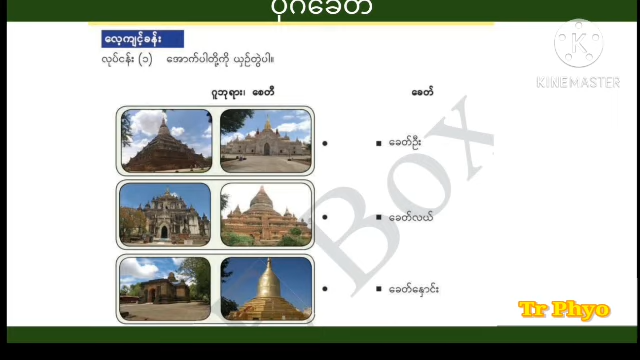 ပုဂံခေတ်
KINEMASTER
လေ့ကျင့်ခန်း
လုပ်ငန်း (၁) အောက်ပါတို့ကို ယှဉ်တွဲပါ။
ဂူဘုရား၊ စေတီ ခေတ်
ခေတ်ဦး
ခေတ်လယ်
ခေတ်နှောင်း
Box
Tr Phyo